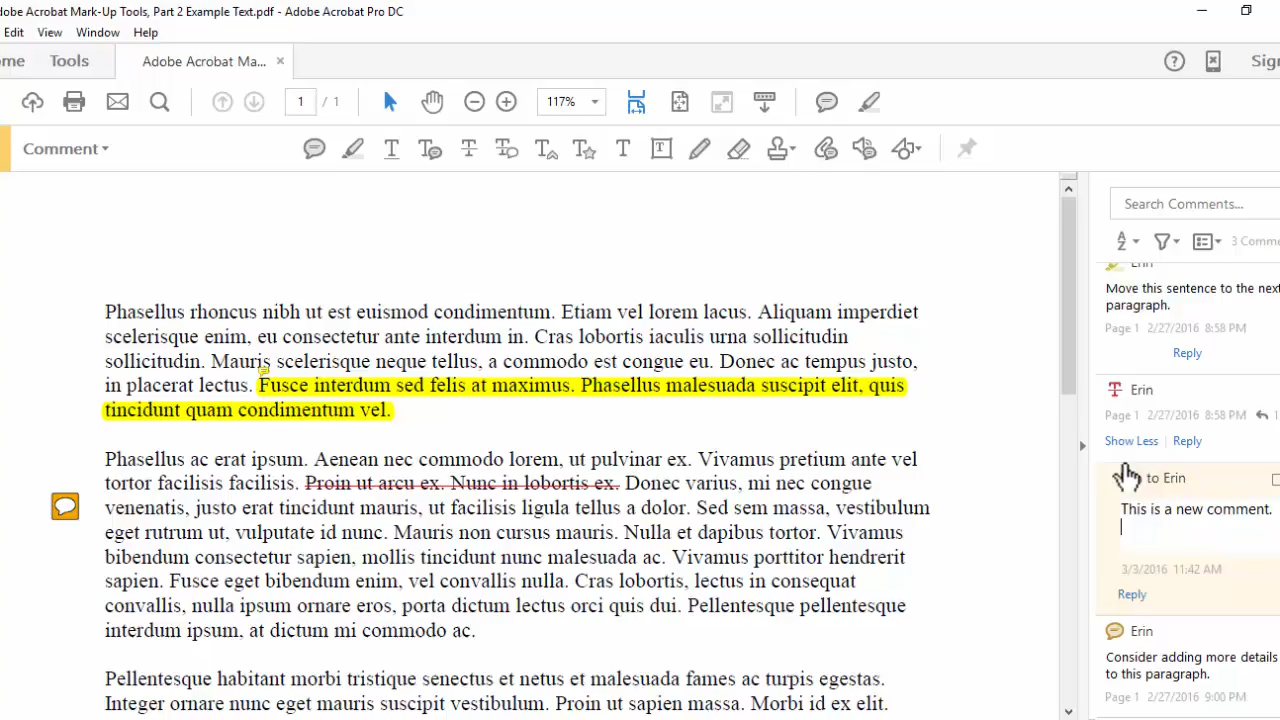 dobe Acrobat Mark-Up Tools, Part 2 Example Text.pdf - Adobe Acrobat Pro DC
Edit View Window Help
ome Tools Adobe Acrobat Ma... × Sign
1 / 1 117%
Comment
Search Comments...
3 Comme
Erin
Move this sentence to the next
paragraph.
Page 1 2/27/2016 8:58 PM
Reply
Erin
Page 1 2/27/2016 8:58 PM 1
Show Less Reply
to Erin
This is a new comment.
3/3/2016 11:42 AM
Reply
Erin
Consider adding more details
to this paragraph.
Page 1 2/27/2016 9:00 PM
Phasellus rhoncus nibh ut est euismod condimentum. Etiam vel lorem lacus. Aliquam imperdiet
scelerisque enim, eu consectetur ante interdum in. Cras lobortis iaculis urna sollicitudin
sollicitudin. Mauris scelerisque neque tellus, a commodo est congue eu. Donec ac tempus justo,
in placerat lectus. Fusce interdum sed felis at maximus. Phasellus malesuada suscipit elit, quis
tincidunt quam condimentum vel.
Phasellus ac erat ipsum. Aenean nec commodo lorem, ut pulvinar ex. Vivamus pretium ante vel
tortor facilisis facilisis. Proin ut arcu ex. Nunc in lobortis ex. Donec varius, mi nec congue
venenatis, justo erat tincidunt mauris, ut facilisis ligula tellus a dolor. Sed sem massa, vestibulum
eget rutrum ut, vulputate id nunc. Mauris non cursus mauris. Nulla et dapibus tortor. Vivamus
bibendum consectetur sapien, mollis tincidunt nunc malesuada ac. Vivamus porttitor hendrerit
sapien. Fusce eget bibendum enim, vel convallis nulla. Cras lobortis, lectus in consequat
convallis, nulla ipsum ornare eros, porta dictum lectus orci quis dui. Pellentesque pellentesque
interdum ipsum, at dictum mi commodo ac.
Pellentesque habitant morbi tristique senectus et netus et malesuada fames ac turpis egestas.
Integer ornare nunc eget mauris suscipit vestibulum. Proin ut sapien massa. Morbi id ex elit.